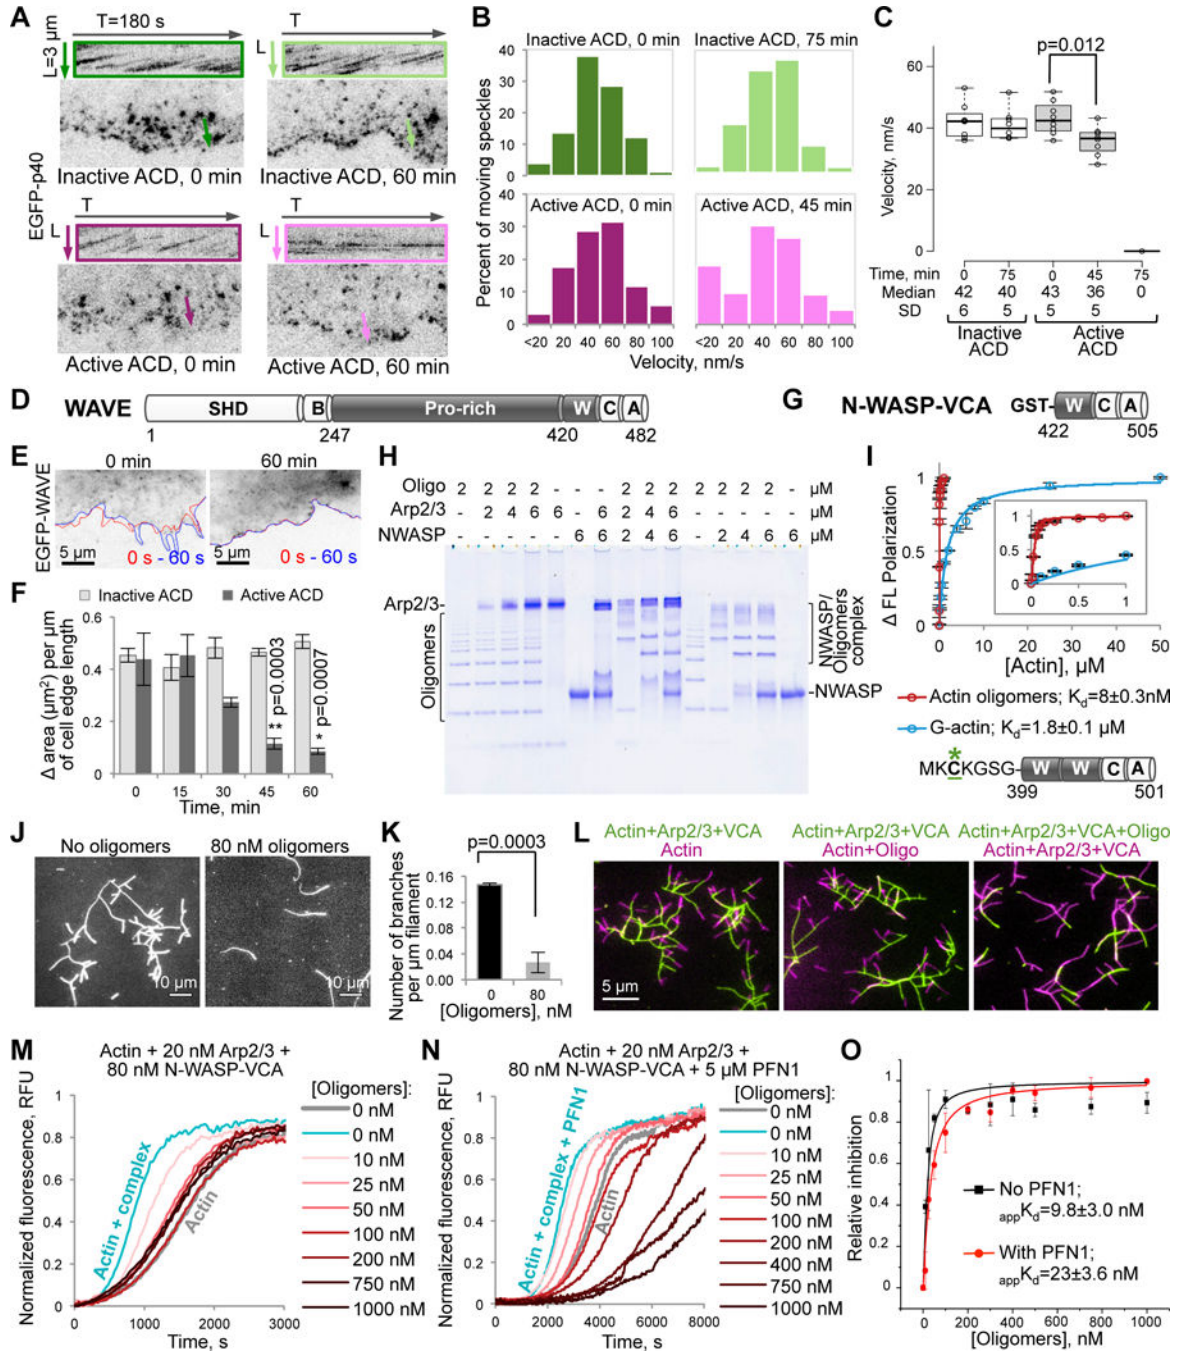 A
T=180 s
L=3 µm
T
L
EGFP-p40
Inactive ACD, 0 min
Inactive ACD, 60 min
T
L
T
L
Active ACD, 0 min
Active ACD, 60 min
B
Percent of moving speckles
Inactive ACD, 0 min
Inactive ACD, 75 min
40
30
20
10
0
Active ACD, 0 min
Active ACD, 45 min
40
30
20
10
0
<20 20 40 60 80 100
<20 20 40 60 80 100
Velocity, nm/s
C
p=0.012
Velocity, nm/s
60
40
20
0
Time, min 0 75 0 45 75
Median 42 40 43 36 0
SD 6 5 5 5
Inactive ACD
Active ACD
D
WAVE
SHD B Pro-rich W C A
1 247 420 482
E
EGFP-WAVE
0 min
60 min
5 µm
0 s - 60 s
5 µm
0 s - 60 s
F
Inactive ACD
Active ACD
Δ area (µm²) per µm of cell edge length
0.6
0.4
0.2
0
** p=0.0003
* p=0.0007
0 15 30 45 60
Time, min
G
N-WASP-VCA
GST- W C A
422 505
H
Oligo 2 2 2 2 - - - 2 2 2 2 2 2 2 - µM
Arp2/3 - 2 4 6 6 - 6 2 4 6 - - - - - µM
NWASP - - - - - 6 6 2 4 6 - 2 4 6 6 µM
Arp2/3-
Oligomers
NWASP/
Oligomers
complex
-NWASP
I
Δ FL Polarization
1
0.5
0
0 10 20 30 40 50
[Actin], µM
1
0.5
0
0 0.5 1
Actin oligomers; Kd=8±0.3nM
G-actin; Kd=1.8±0.1 µM
*
MKCKGSG- W W C A
399 501
J
No oligomers
80 nM oligomers
10 µm
10 µm
K
p=0.0003
Number of branches
per µm filament
0.16
0.12
0.08
0.04
0
0 80
[Oligomers], nM
L
Actin+Arp2/3+VCA
Actin
Actin+Arp2/3+VCA
Actin+Oligo
Actin+Arp2/3+VCA+Oligo
Actin+Arp2/3+VCA
5 µm
M
Actin + 20 nM Arp2/3 +
80 nM N-WASP-VCA
Normalized fluorescence, RFU
1
0.8
0.6
0.4
0.2
0
Actin + complex
Actin
0 1000 2000 3000
Time, s
[Oligomers]:
0 nM
0 nM
10 nM
25 nM
50 nM
100 nM
200 nM
750 nM
1000 nM
N
Actin + 20 nM Arp2/3 +
80 nM N-WASP-VCA + 5 µM PFN1
Normalized fluorescence, RFU
1
0.8
0.6
0.4
0.2
0
Actin + complex + PFN1
Actin
0 2000 4000 6000 8000
Time, s
[Oligomers]:
0 nM
0 nM
10 nM
25 nM
50 nM
100 nM
200 nM
400 nM
750 nM
1000 nM
O
Relative inhibition
1
0.8
0.6
0.4
0.2
0
No PFN1;
appKd=9.8±3.0 nM
With PFN1;
appKd=23±3.6 nM
0 200 400 600 800 1000
[Oligomers], nM